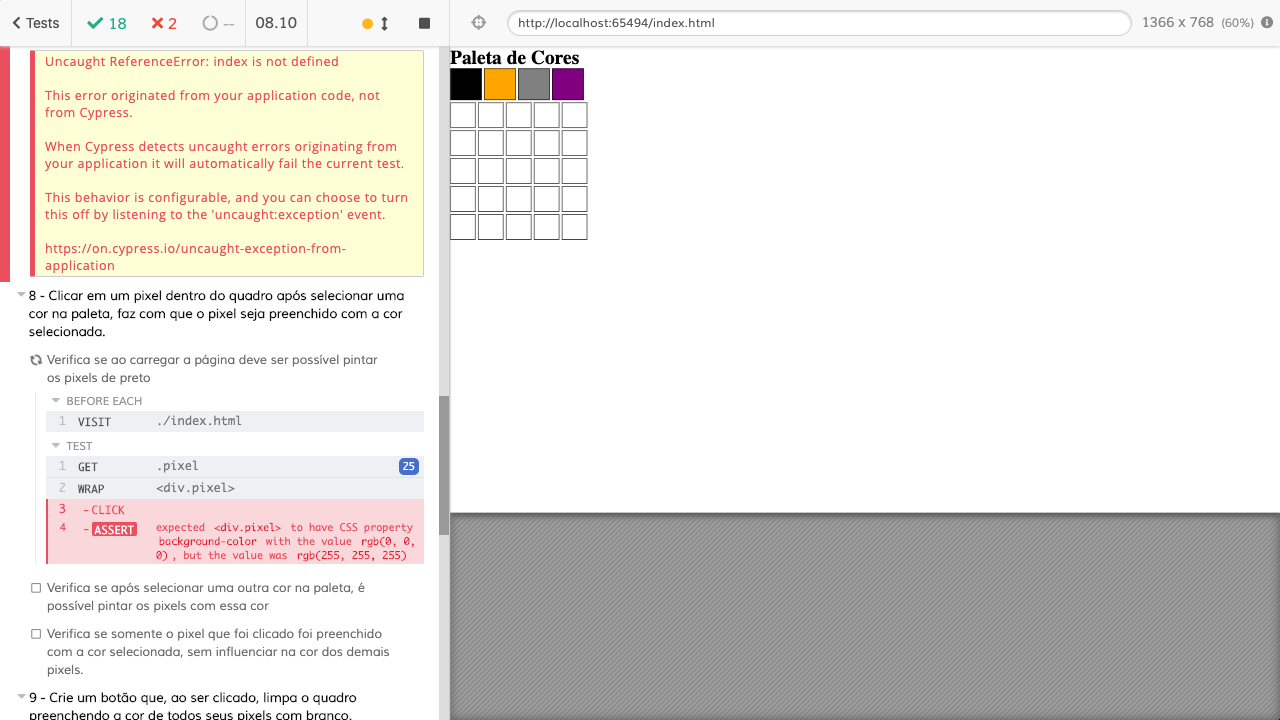 Tests
18
2
--
08.10
http://localhost:65494/index.html
1366 x 768 (60%)
Uncaught ReferenceError: index is not defined
This error originated from your application code, not
from Cypress.
When Cypress detects uncaught errors originating from
your application it will automatically fail the current test.
This behavior is configurable, and you can choose to turn
this off by listening to the 'uncaught:exception' event.
https://on.cypress.io/uncaught-exception-from-
application
8 - Clicar em um pixel dentro do quadro após selecionar uma
cor na paleta, faz com que o pixel seja preenchido com a cor
selecionada.
Verifica se ao carregar a página deve ser possível pintar
os pixels de preto
BEFORE EACH
1 VISIT ./index.html
TEST
1 GET .pixel 25
2 WRAP <div.pixel>
3 -CLICK
4 -ASSERT expected <div.pixel> to have CSS property
background-color with the value rgb(0, 0,
0), but the value was rgb(255, 255, 255)
Verifica se após selecionar uma outra cor na paleta, é
possível pintar os pixels com essa cor
Verifica se somente o pixel que foi clicado foi preenchido
com a cor selecionada, sem influenciar na cor dos demais
pixels.
9 - Crie um botão que, ao ser clicado, limpa o quadro
preenchendo a cor de todos seus pixels com branco.
Paleta de Cores